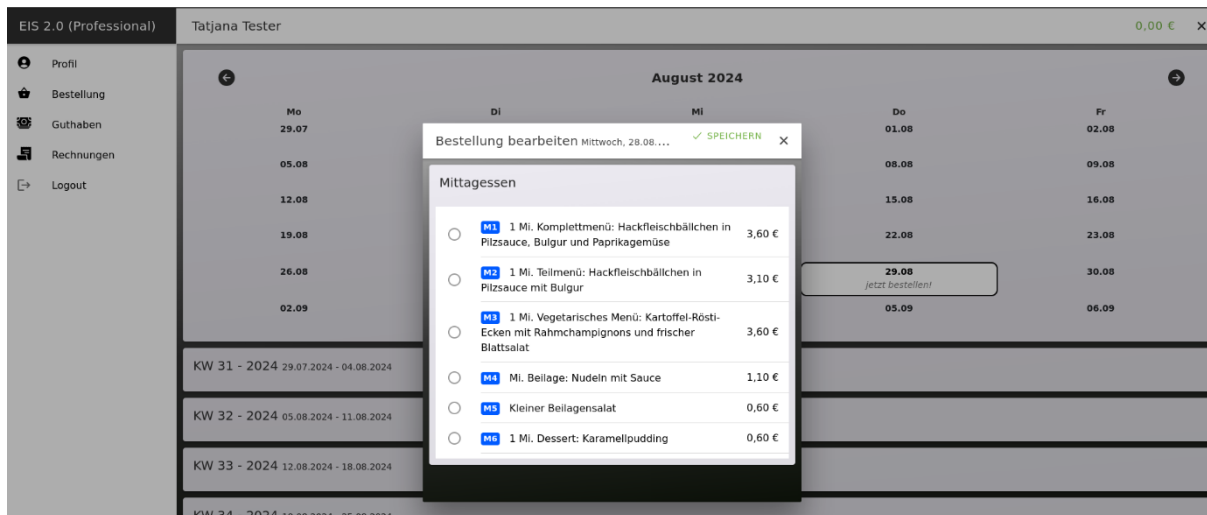 EIS 2.0 (Professional)
Tatjana Tester
0,00 €
Profil
Bestellung
Guthaben
Rechnungen
Logout
August 2024
Mo
Di
Mi
Do
Fr
29.07
01.08
02.08
05.08
08.08
09.08
12.08
15.08
16.08
19.08
22.08
23.08
26.08
29.08
jetzt bestellen!
30.08
02.09
05.09
06.09
Bestellung bearbeiten Mittwoch, 28.08....
SPEICHERN
Mittagessen
M1 1 Mi. Komplettmenü: Hackfleischbällchen in
Pilzsauce, Bulgur und Paprikagemüse
3,60 €
M2 1 Mi. Teilmenü: Hackfleischbällchen in
Pilzsauce mit Bulgur
3,10 €
M3 1 Mi. Vegetarisches Menü: Kartoffel-Rösti-
Ecken mit Rahmchampignons und frischer
Blattsalat
3,60 €
M4 Mi. Beilage: Nudeln mit Sauce
1,10 €
M5 Kleiner Beilagensalat
0,60 €
M6 1 Mi. Dessert: Karamellpudding
0,60 €
KW 31 - 2024 29.07.2024 - 04.08.2024
KW 32 - 2024 05.08.2024 - 11.08.2024
KW 33 - 2024 12.08.2024 - 18.08.2024
KW 34 - 2024